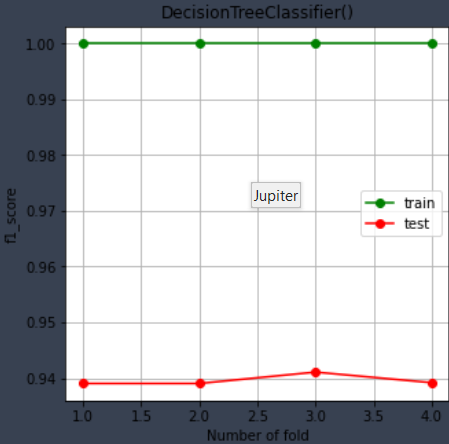 DecisionTreeClassifier()
1.00
0.99
0.98
0.97
0.96
0.95
0.94
f1_score
Jupiter
train
test
1.0 1.5 2.0 2.5 3.0 3.5 4.0
Number of fold